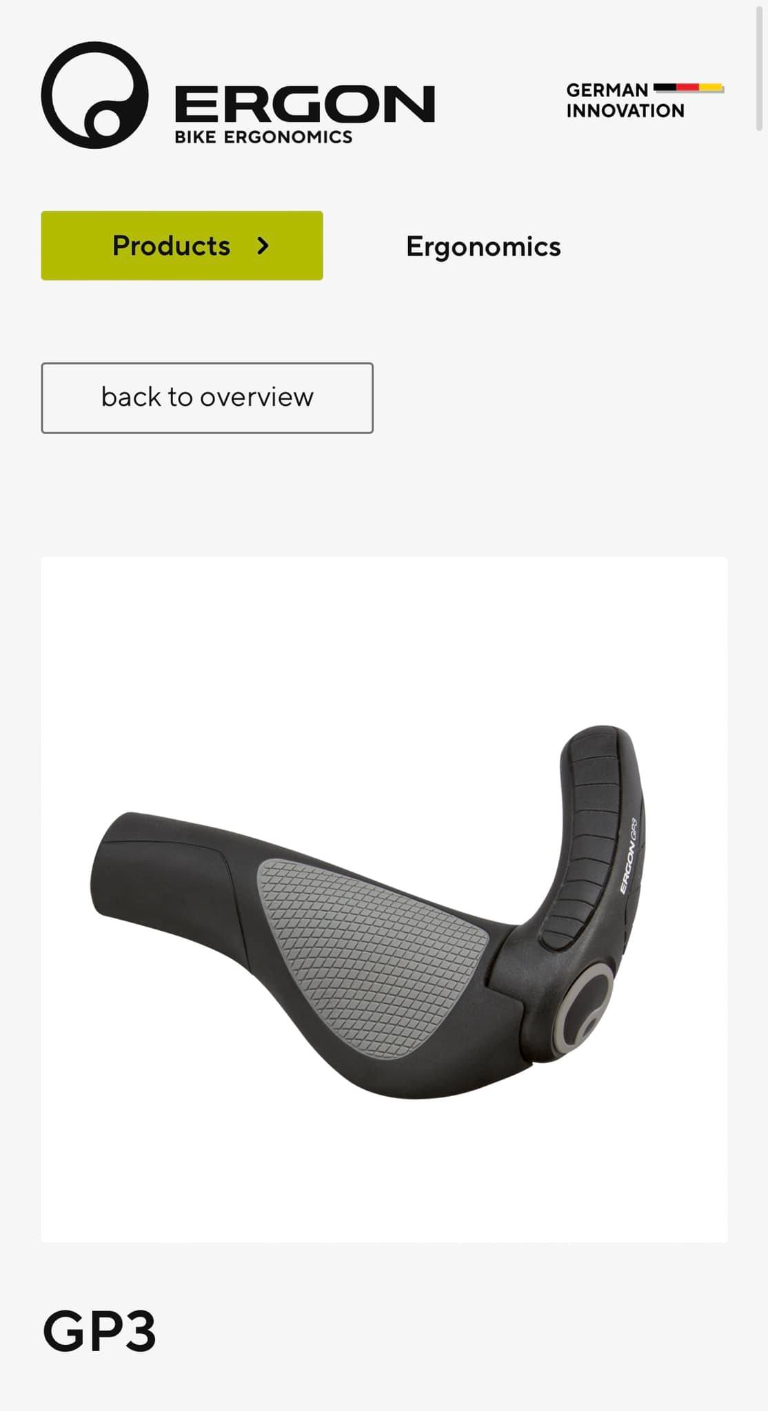 ERGON
BIKE ERGONOMICS
GERMAN
INNOVATION
Products
Ergonomics
back to overview
ERGON GP3
GP3